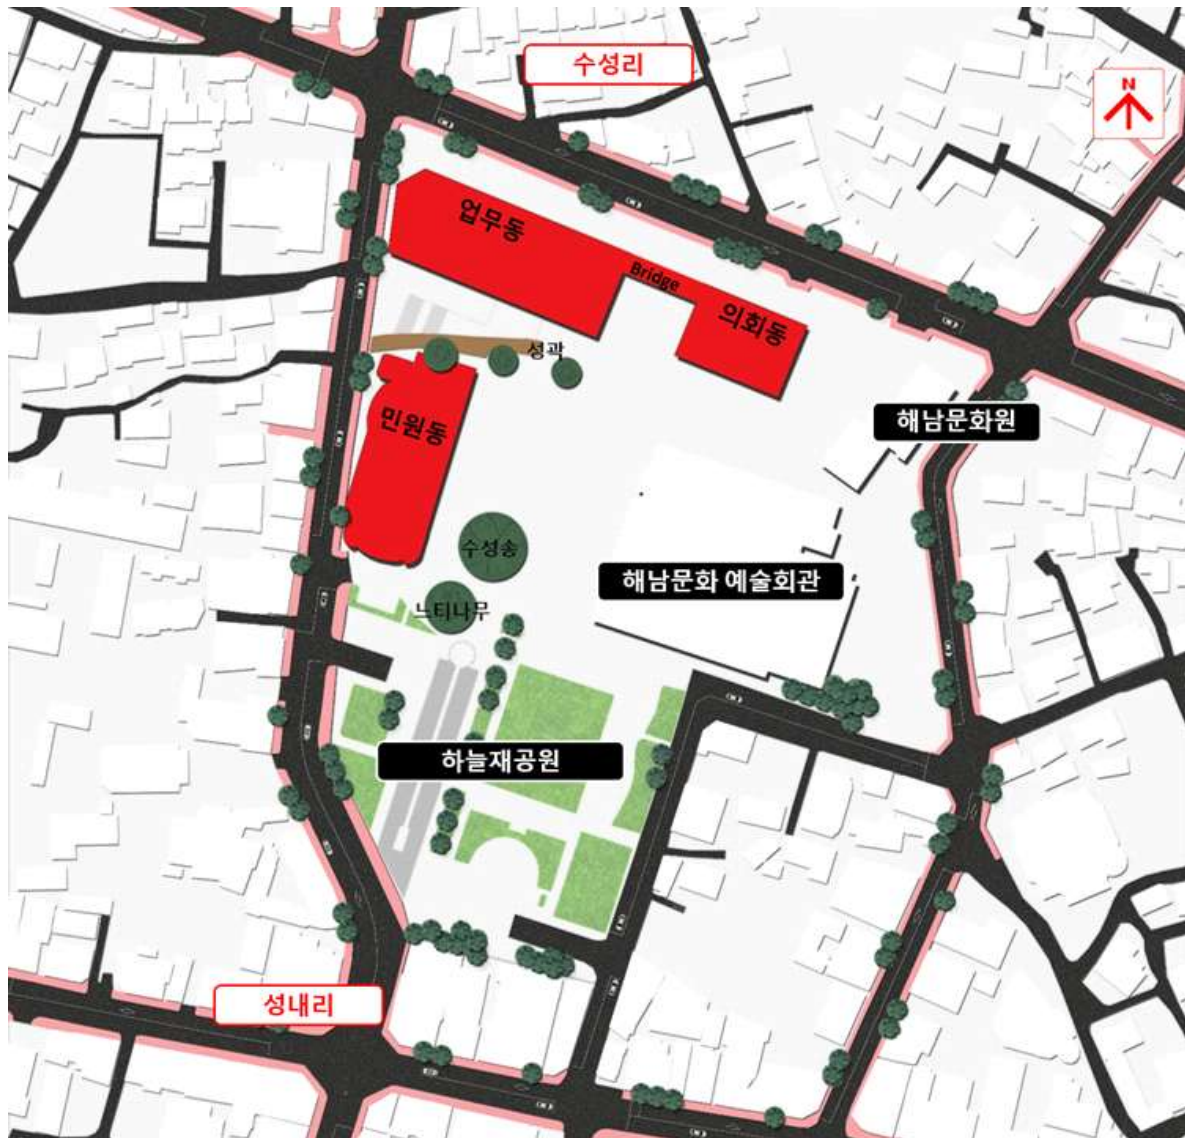 수성리
N
업무동
Bridge
의회동
성곽
민원동
해남문화원
수성송
해남문화 예술회관
느티나무
하늘재공원
성내리